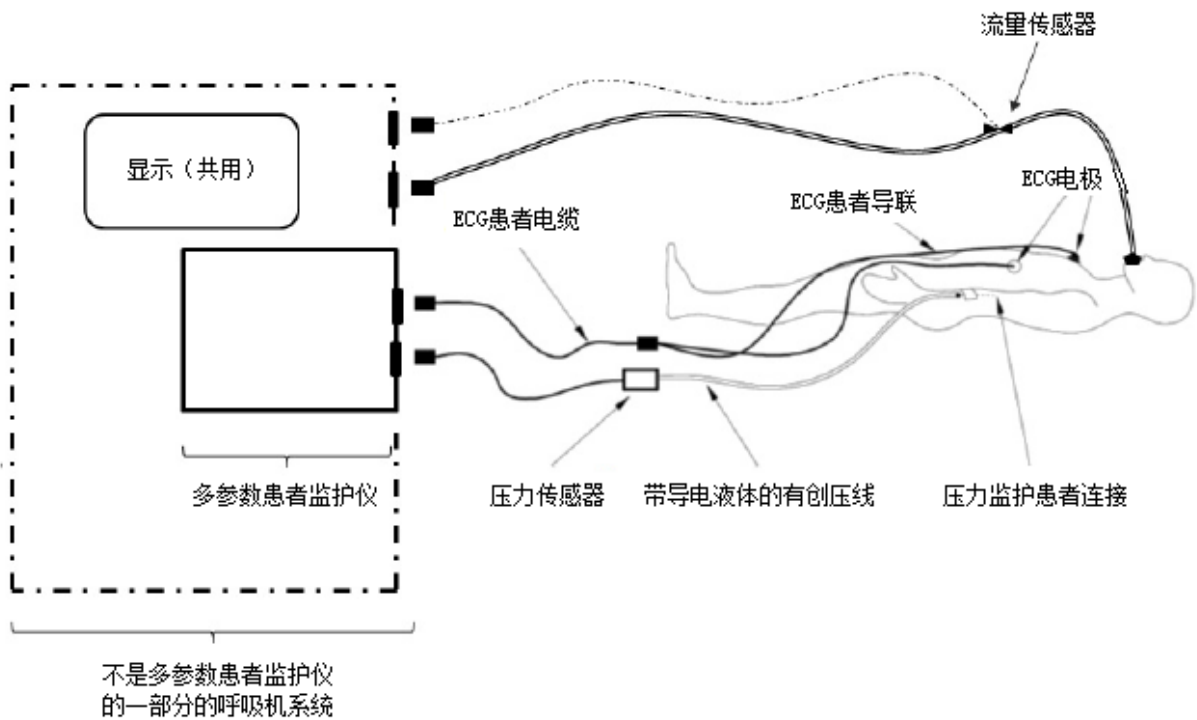 流量传感器
显示（共用）
ECG电极
ECG患者导联
ECG患者电缆
多参数患者监护仪
压力传感器
带导电液体的有创压线
压力监护患者连接
不是多参数患者监护仪
的一部分的呼吸机系统